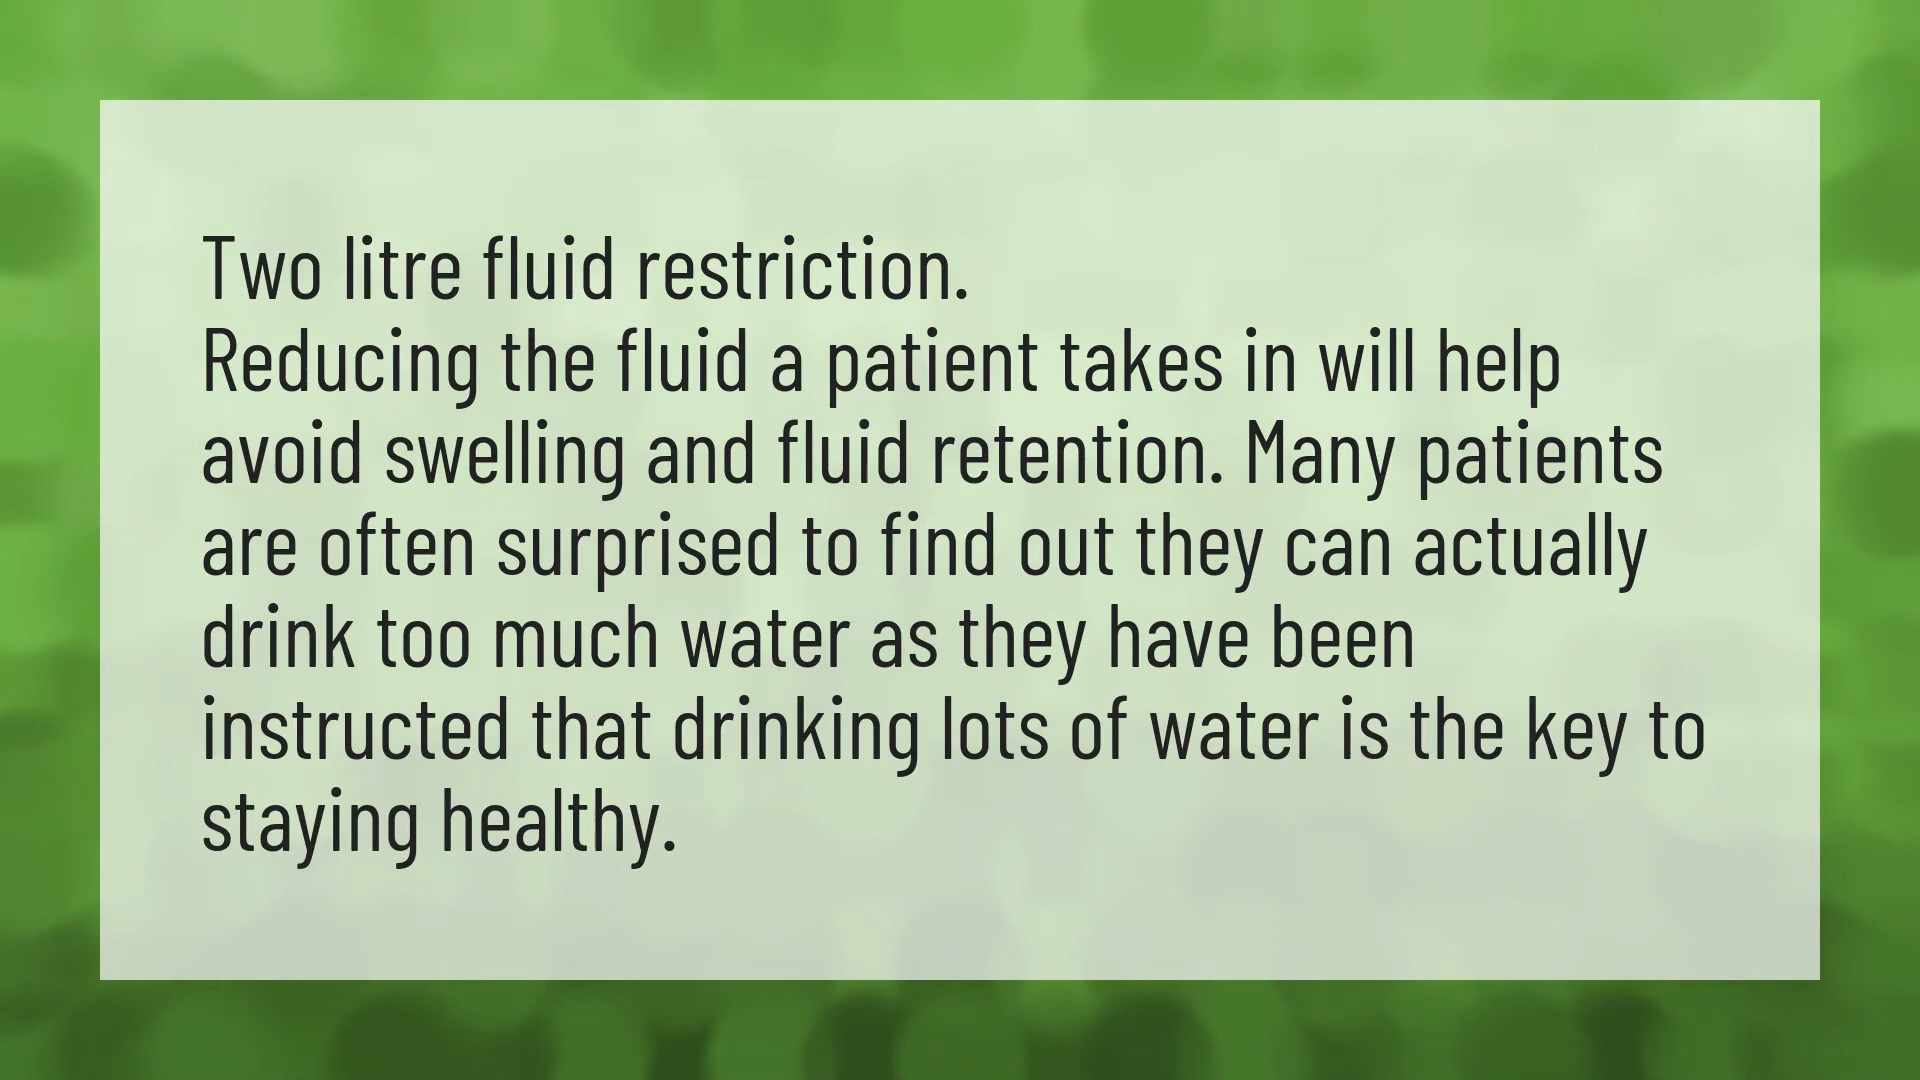 Two litre fluid restriction.
Reducing the fluid a patient takes in will help
avoid swelling and fluid retention. Many patients
are often surprised to find out they can actually
drink too much water as they have been
instructed that drinking lots of water is the key to
staying healthy.